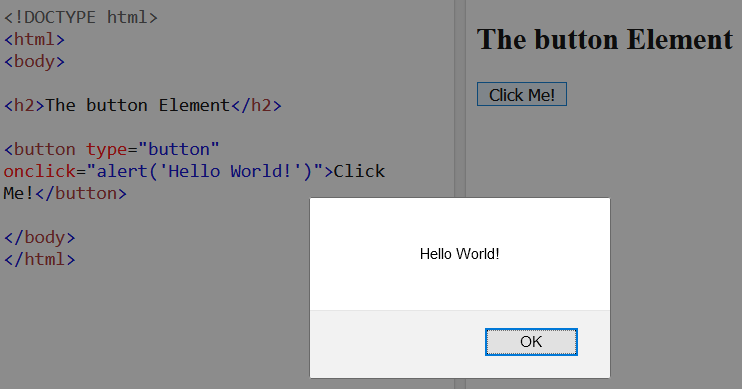 <!DOCTYPE html>
<html>
<body>
<h2>The button Element</h2>
<button type="button"
onclick="alert('Hello World!')">Click
Me!</button>
</body>
</html>
The button Element
Click Me!
Hello World!
OK